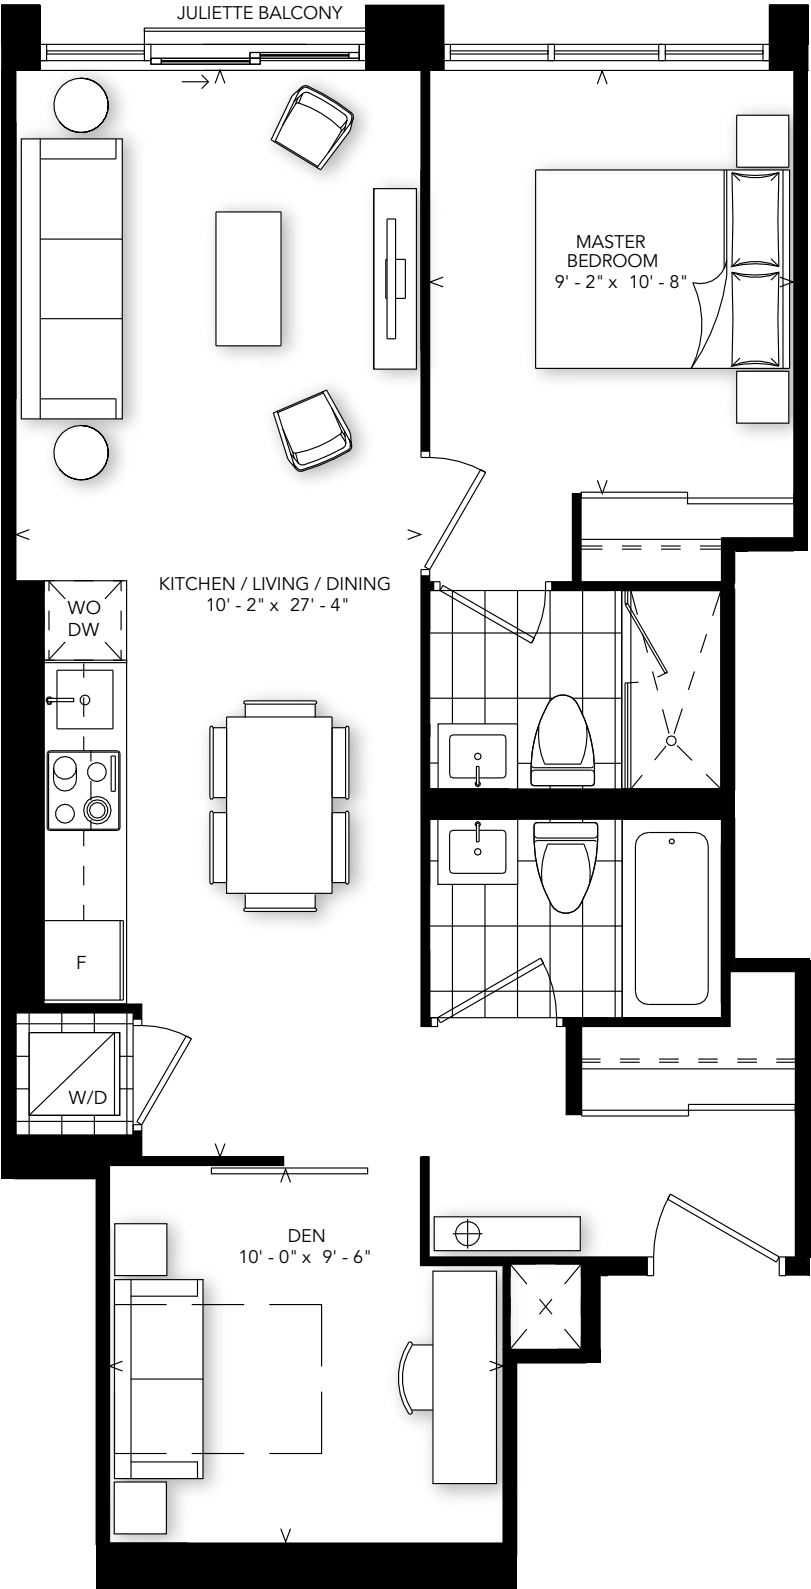 JULIETTE BALCONY
MASTER
BEDROOM
9' - 2" x 10' - 8"
KITCHEN / LIVING / DINING
10' - 2" x 27' - 4"
WO
DW
F
W/D
DEN
10' - 0" x 9' - 6"